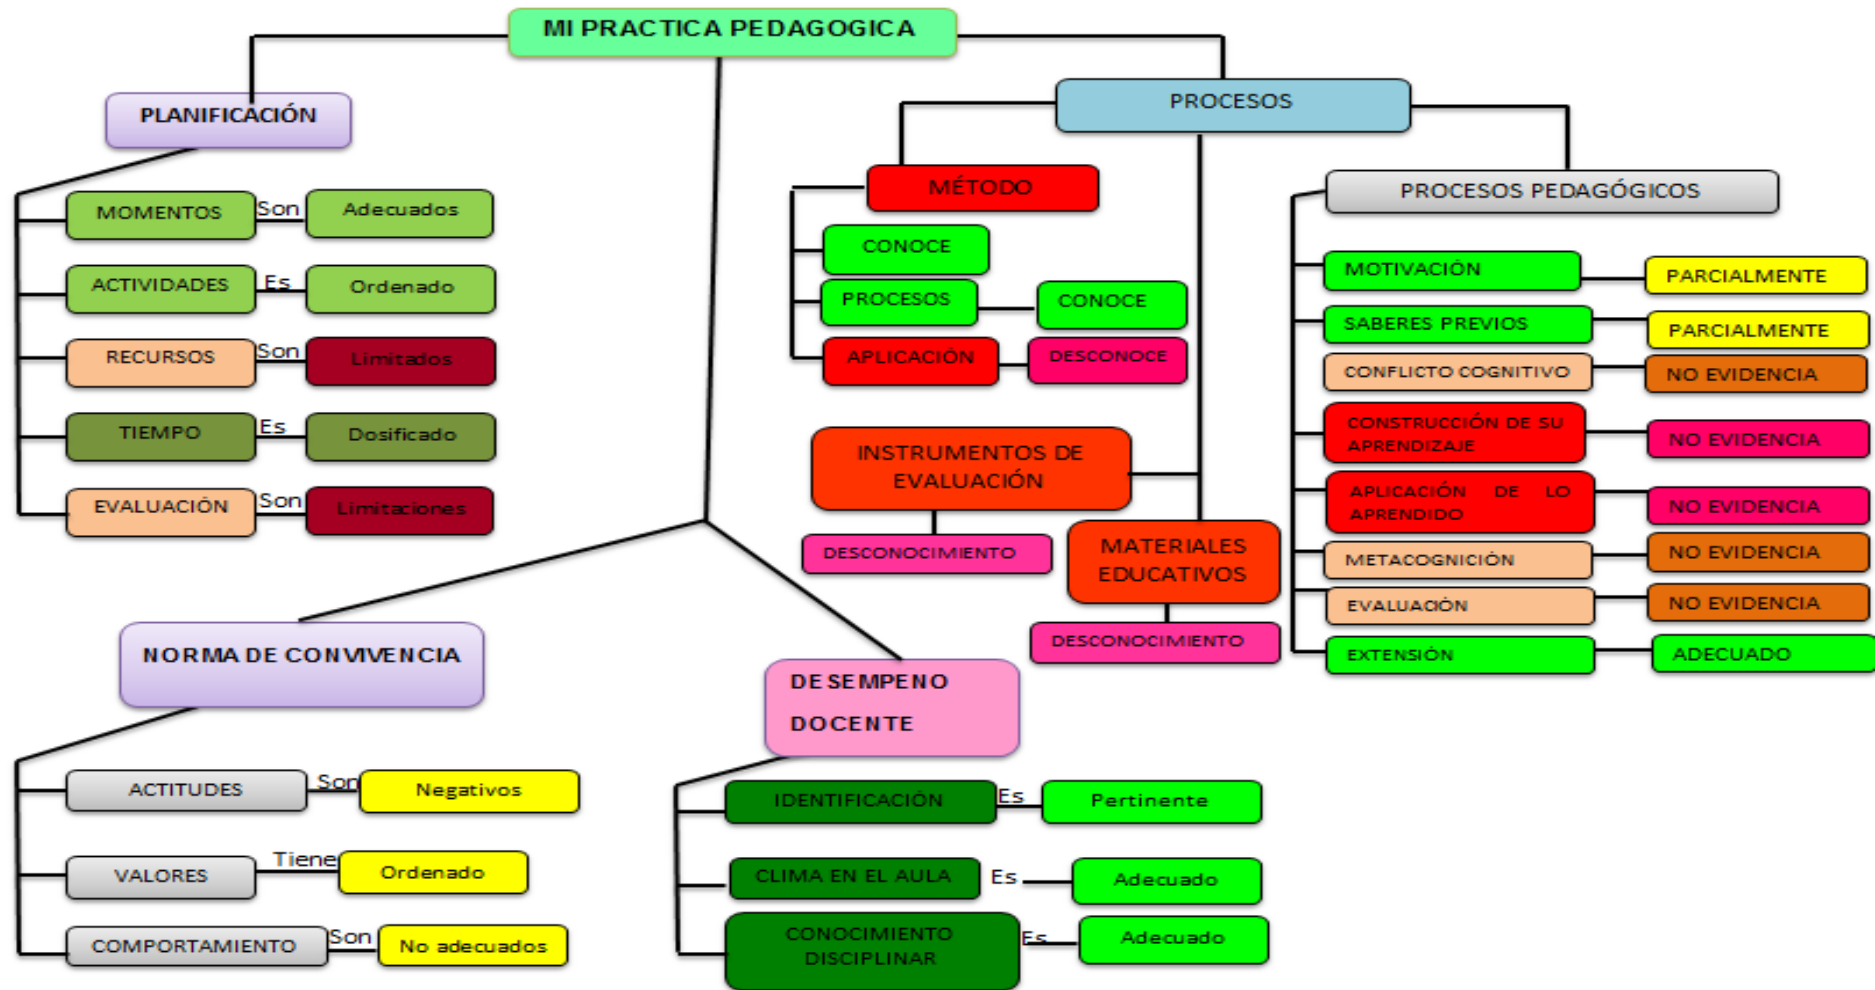 MI PRACTICA PEDAGOGICA
PLANIFICACIÓN
MOMENTOS Son Adecuados
ACTIVIDADES Es Ordenado
RECURSOS Son Limitados
TIEMPO Es Dosificado
EVALUACIÓN Son Limitaciones
PROCESOS
MÉTODO
CONOCE
PROCESOS CONOCE
APLICACIÓN DESCONOCE
INSTRUMENTOS DE
EVALUACIÓN
DESCONOCIMIENTO
MATERIALES
EDUCATIVOS
DESCONOCIMIENTO
PROCESOS PEDAGÓGICOS
MOTIVACIÓN PARCIALMENTE
SABERES PREVIOS PARCIALMENTE
CONFLICTO COGNITIVO NO EVIDENCIA
CONSTRUCCIÓN DE SU
APRENDIZAJE
NO EVIDENCIA
APLICACIÓN DE LO
APRENDIDO
NO EVIDENCIA
METACOGNICIÓN NO EVIDENCIA
EVALUACIÓN NO EVIDENCIA
EXTENSIÓN ADECUADO
NORMA DE CONVIVENCIA
ACTITUDES Son Negativos
VALORES Tiene Ordenado
COMPORTAMIENTO Son No adecuados
DESEMPENO
DOCENTE
IDENTIFICACIÓN Es Pertinente
CLIMA EN EL AULA Es Adecuado
CONOCIMIENTO
DISCIPLINAR
Es Adecuado